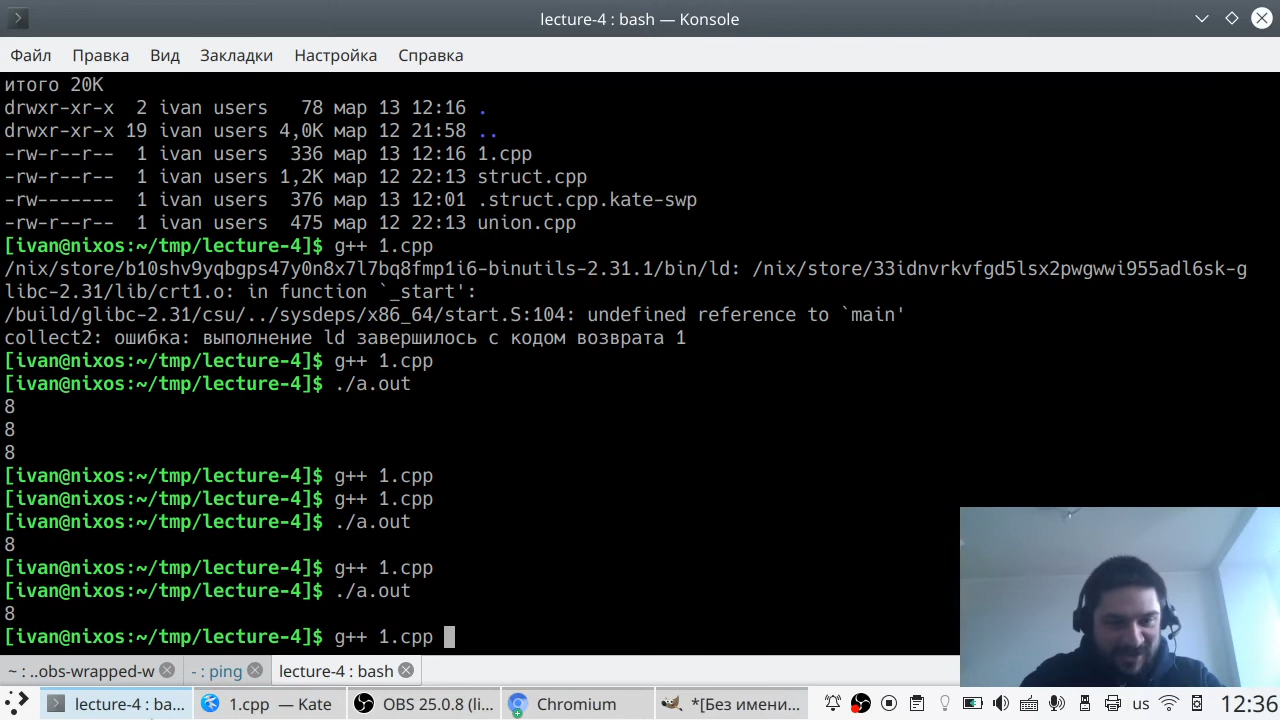 lecture-4 : bash — Konsole
Файл Правка Вид Закладки Настройка Справка
итого 20K
drwxr-xr-x 2 ivan users 78 мар 13 12:16 .
drwxr-xr-x 19 ivan users 4,0K мар 12 21:58 ..
-rw-r--r-- 1 ivan users 336 мар 13 12:16 1.cpp
-rw-r--r-- 1 ivan users 1,2K мар 12 22:13 struct.cpp
-rw------- 1 ivan users 376 мар 13 12:01 .struct.cpp.kate-swp
-rw-r--r-- 1 ivan users 475 мар 12 22:13 union.cpp
[ivan@nixos:~/tmp/lecture-4]$ g++ 1.cpp
/nix/store/b10shv9yqbgps47y0n8x7l7bq8fmp1i6-binutils-2.31.1/bin/ld: /nix/store/33idnvrkvfgd5lsx2pwgwwi955adl6sk-g
libc-2.31/lib/crt1.o: in function `_start':
/build/glibc-2.31/csu/../sysdeps/x86_64/start.S:104: undefined reference to `main'
collect2: ошибка: выполнение ld завершилось с кодом возврата 1
[ivan@nixos:~/tmp/lecture-4]$ g++ 1.cpp
[ivan@nixos:~/tmp/lecture-4]$ ./a.out
8
8
8
[ivan@nixos:~/tmp/lecture-4]$ g++ 1.cpp
[ivan@nixos:~/tmp/lecture-4]$ g++ 1.cpp
[ivan@nixos:~/tmp/lecture-4]$ ./a.out
8
[ivan@nixos:~/tmp/lecture-4]$ g++ 1.cpp
[ivan@nixos:~/tmp/lecture-4]$ ./a.out
8
[ivan@nixos:~/tmp/lecture-4]$ g++ 1.cpp
~ : ..obs-wrapped-w - : ping lecture-4 : bash
lecture-4 : ba... 1.cpp — Kate OBS 25.0.8 (li... Chromium *[Без имени... us 12:36